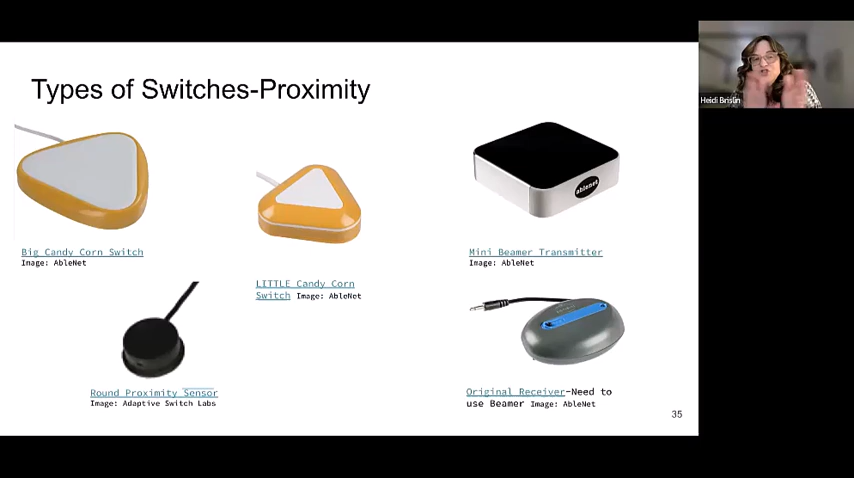 Types of Switches-Proximity
Heidi Brislin
ablenet
Big Candy Corn Switch
Image: AbleNet
Mini Beamer Transmitter
Image: AbleNet
LITTLE Candy Corn
Switch Image: AbleNet
Round Proximity Sensor
Image: Adaptive Switch Labs
Original Receiver-Need to
use Beamer Image: AbleNet
35